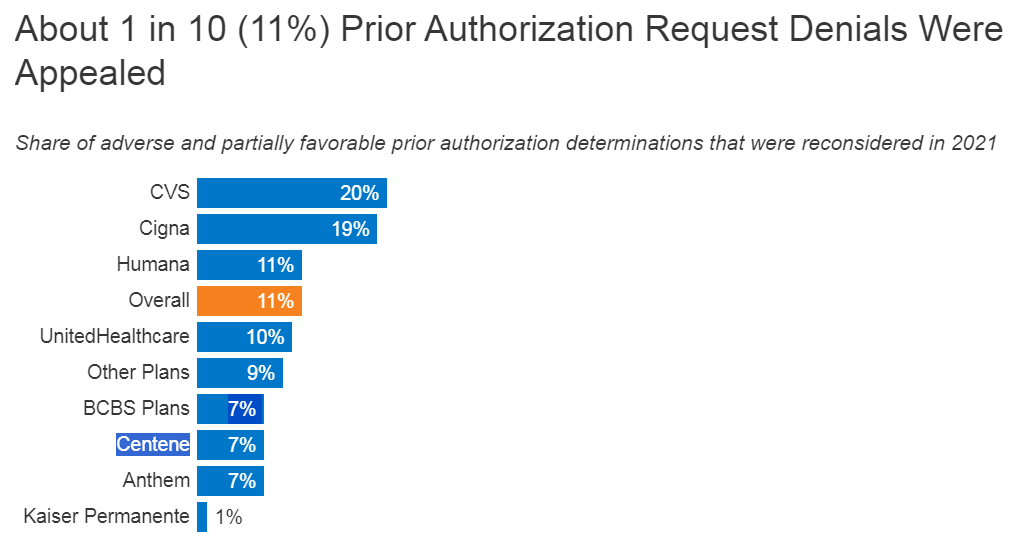 About 1 in 10 (11%) Prior Authorization Request Denials Were
Appealed
Share of adverse and partially favorable prior authorization determinations that were reconsidered in 2021
CVS 20%
Cigna 19%
Humana 11%
Overall 11%
UnitedHealthcare 10%
Other Plans 9%
BCBS Plans 7%
Centene 7%
Anthem 7%
Kaiser Permanente 1%